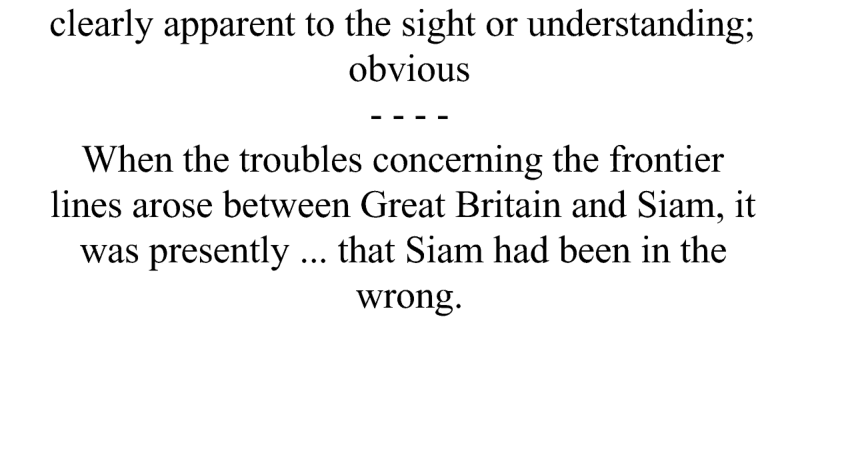 clearly apparent to the sight or understanding;
obvious
- - - -
When the troubles concerning the frontier
lines arose between Great Britain and Siam, it
was presently ... that Siam had been in the
wrong.